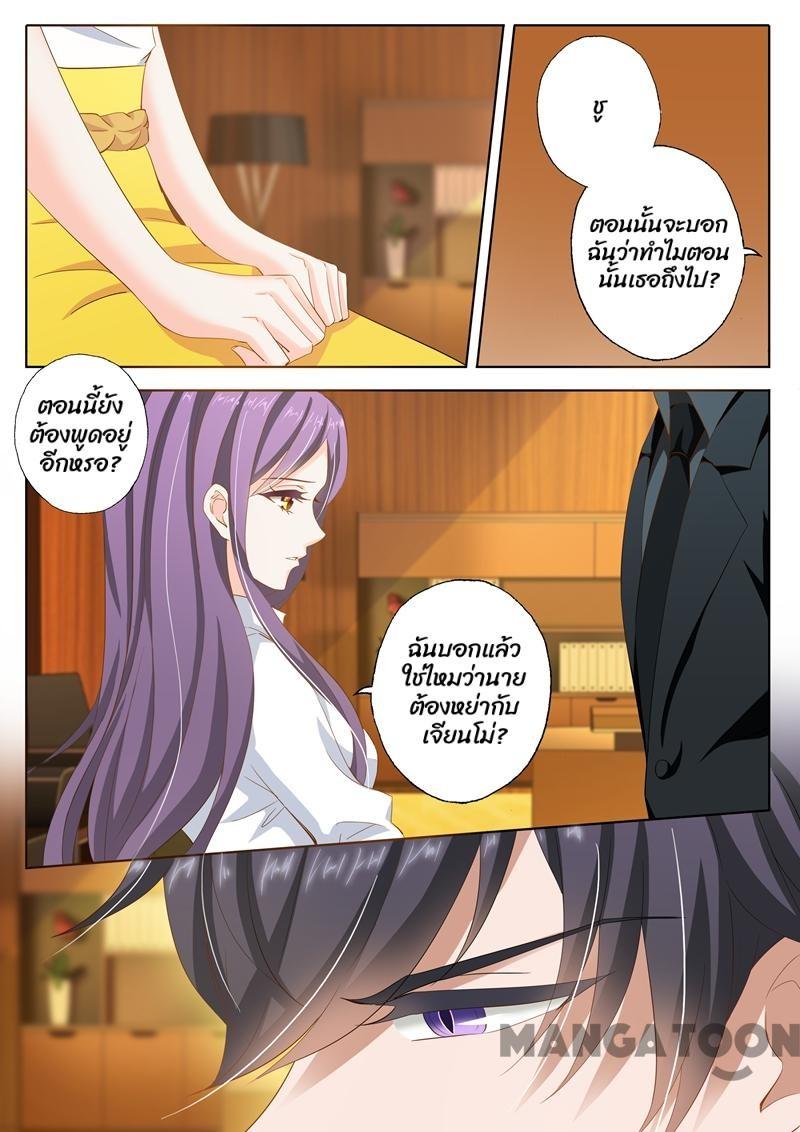 ชู
ตอนนั้นจะบอก
ฉันว่าทำไมตอน
นั้นเธอถึงไป?
ตอนนี้ยัง
ต้องพูดอยู่
อีกหรอ?
ฉันบอกแล้ว
ใช่ไหมว่านาย
ต้องหย่ากับ
เจียนโม่?
MANGATOON